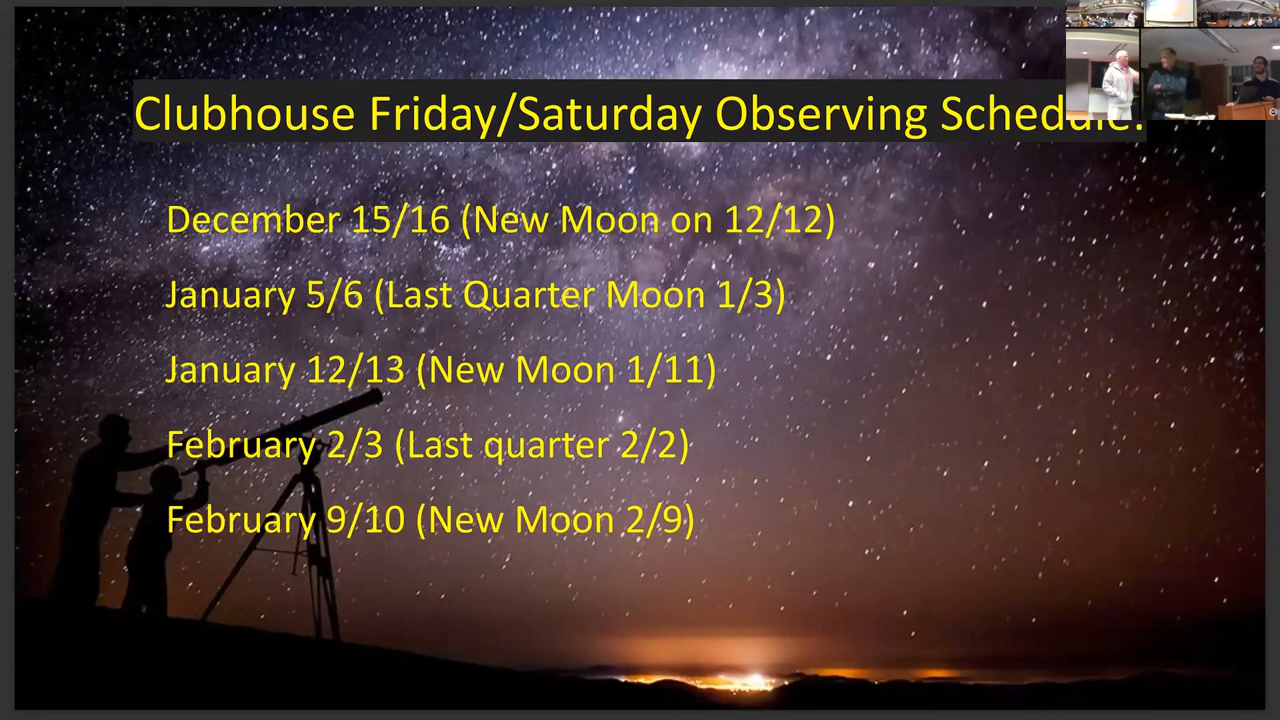 Clubhouse Friday/Saturday Observing Schedule:
December 15/16 (New Moon on 12/12)
January 5/6 (Last Quarter Moon 1/3)
January 12/13 (New Moon 1/11)
February 2/3 (Last quarter 2/2)
February 9/10 (New Moon 2/9)